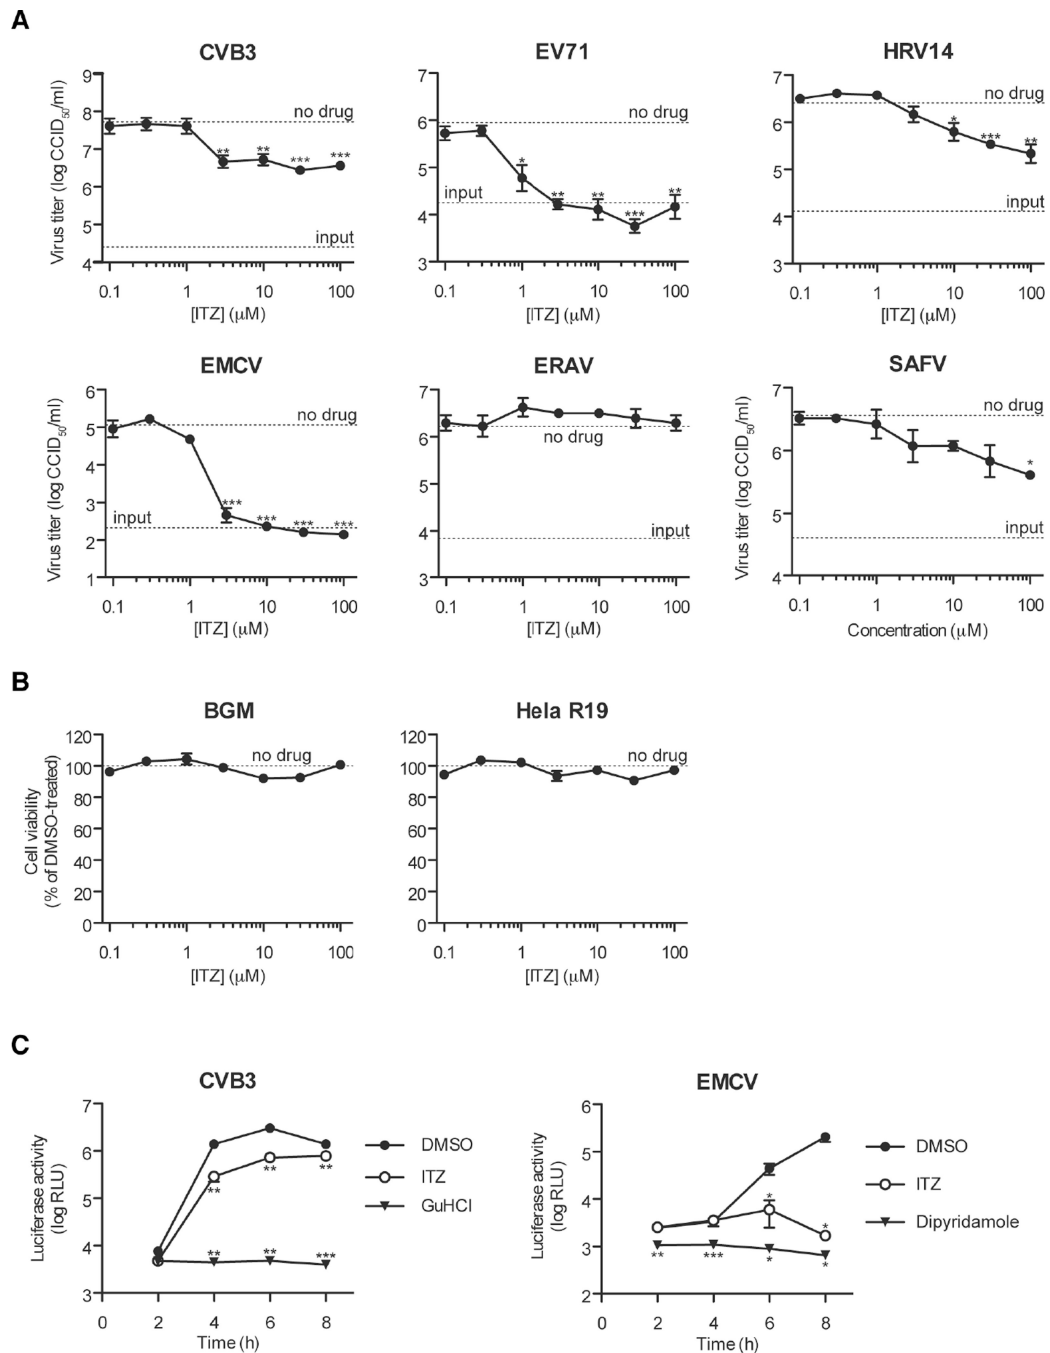 A
CVB3
EV71
HRV14
Virus titer (log CCID50/ml)
9
8
7
6
5
4
no drug
** ** *** ***
input
0.1 1 10 100
[ITZ] (μM)
7
6
5
4
3
no drug
input
* ** ** *** **
0.1 1 10 100
[ITZ] (μM)
7
6
5
4
3
no drug
* *** **
input
0.1 1 10 100
[ITZ] (μM)
EMCV
ERAV
SAFV
Virus titer (log CCID50/ml)
6
5
4
3
2
1
no drug
input
*** *** *** ***
0.1 1 10 100
[ITZ] (μM)
7
6
5
4
3
no drug
input
0.1 1 10 100
[ITZ] (μM)
Virus titer (log CCID50/ml)
7
6
5
4
no drug
*
input
0.1 1 10 100
Concentration (μM)
B
BGM
Hela R19
Cell viability
(% of DMSO-treated)
120
100
80
60
40
20
0
no drug
0.1 1 10 100
[ITZ] (μM)
120
100
80
60
40
20
0
no drug
0.1 1 10 100
[ITZ] (μM)
C
CVB3
EMCV
Luciferase activity
(log RLU)
7
6
5
4
3
** ** **
** ** ***
0 2 4 6 8
Time (h)
DMSO
ITZ
GuHCl
Luciferase activity
(log RLU)
6
5
4
3
2
* *
** *** * *
0 2 4 6 8
Time (h)
DMSO
ITZ
Dipyridamole